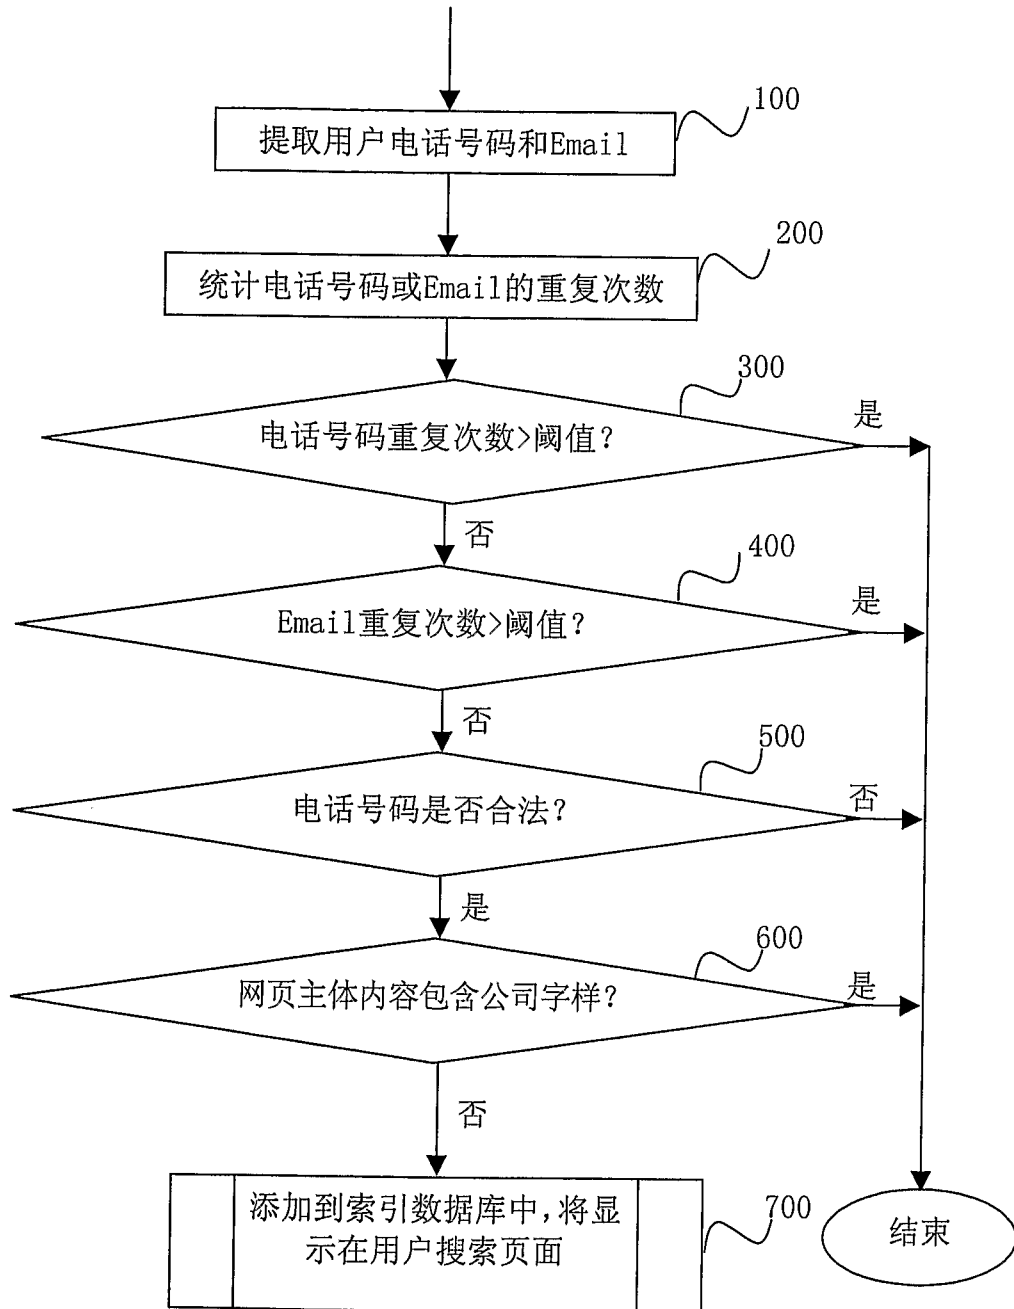 100
提取用户电话号码和Email
200
统计电话号码或Email的重复次数
300
电话号码重复次数>阈值?
是
否
400
Email重复次数>阈值?
是
否
500
电话号码是否合法?
否
是
600
网页主体内容包含公司字样?
是
否
添加到索引数据库中,将显
示在用户搜索页面
700
结束